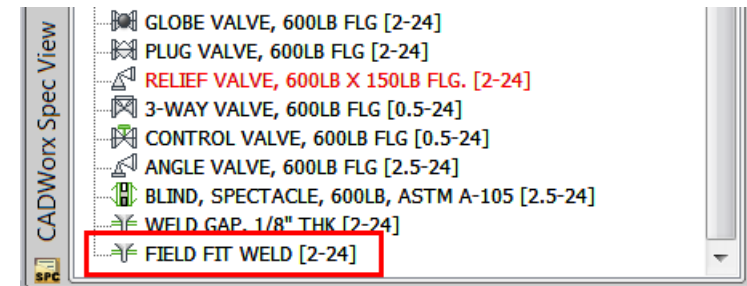 CADWorx Spec View
SPC
GLOBE VALVE, 600LB FLG [2-24]
PLUG VALVE, 600LB FLG [2-24]
RELIEF VALVE, 600LB X 150LB FLG. [2-24]
3-WAY VALVE, 600LB FLG [0.5-24]
CONTROL VALVE, 600LB FLG [0.5-24]
ANGLE VALVE, 600LB FLG [2.5-24]
BLIND, SPECTACLE, 600LB, ASTM A-105 [2.5-24]
WELD GAP, 1/8" THK [2-24]
FIELD FIT WELD [2-24]